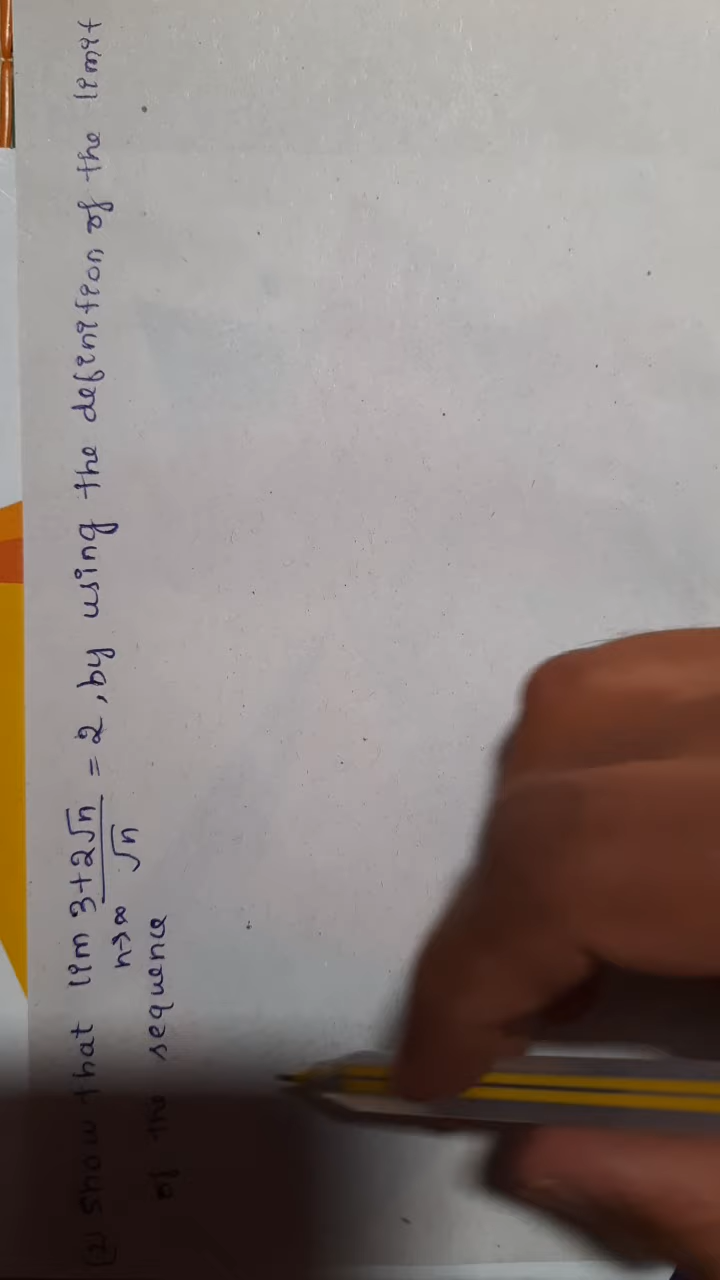 (2) show that lim n→∞ (3+2√n)/√n = 2, by using the definition of the limit
of the sequence